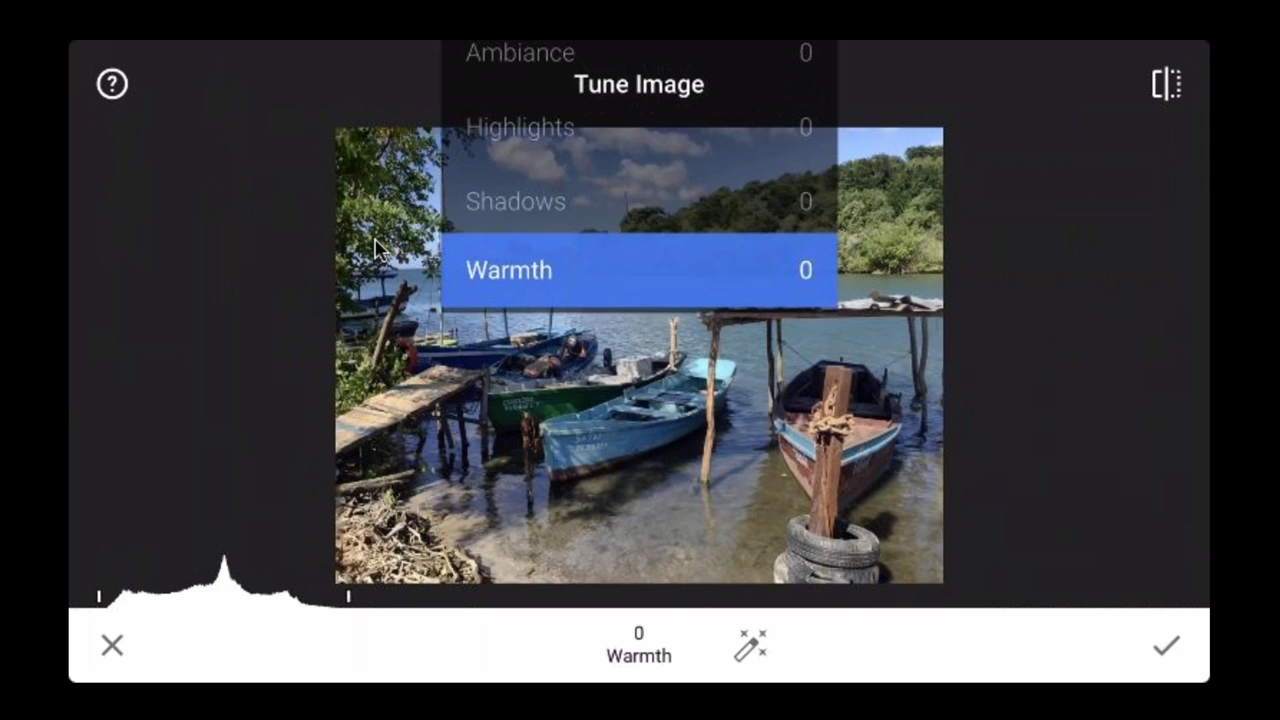 Ambiance 0
Tune Image
Highlights 0
Shadows 0
Warmth 0
0
Warmth